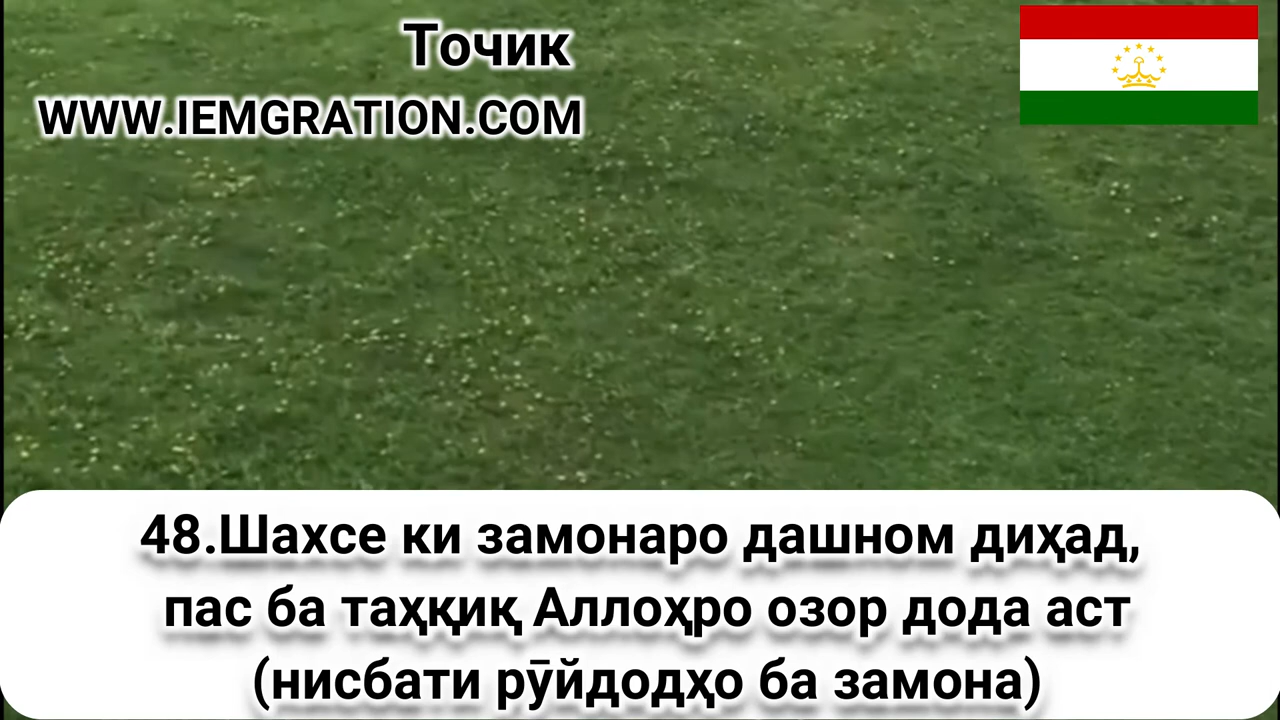 Точик
WWW.IEMGRATION.COM
48.Шахсе ки замонаро дашном диҳад,
пас ба таҳқиқ Аллоҳро озор дода аст
(нисбати рӯйдодҳо ба замона)